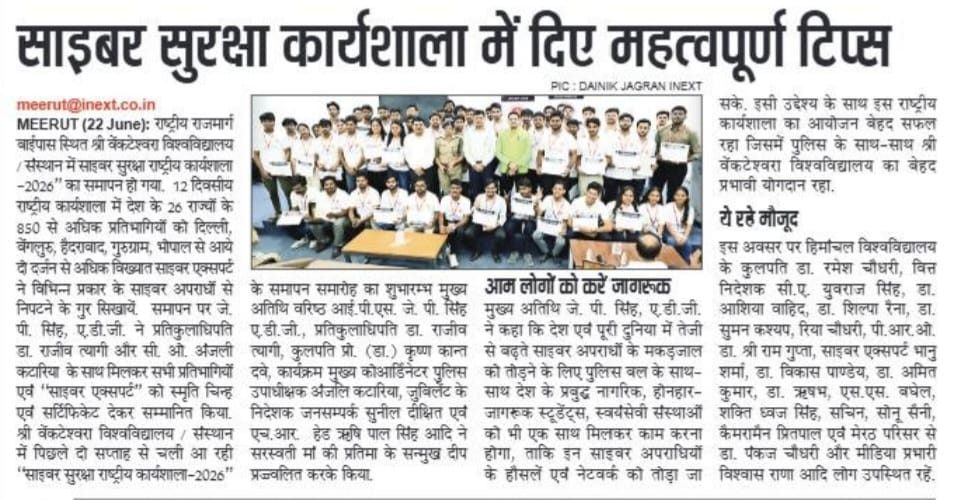 साइबर सुरक्षा कार्यशाला में दिए महत्वपूर्ण टिप्स
PIC : DAINIK JAGRAN INEXT
meerut@inext.co.in
MEERUT (22 June): राष्ट्रीय राजमार्ग
बाईपास स्थित श्री वेंकटेश्वरा विश्वविद्यालय
/ संस्थान में साइबर सुरक्षा राष्ट्रीय कार्यशाला
-2026" का समापन हो गया. 12 दिवसीय
राष्ट्रीय कार्यशाला में देश के 26 राज्यों के
850 से अधिक प्रतिभागियों को दिल्ली,
बेंगलुरु, हैदराबाद, गुरुग्राम, भोपाल से आये
दो दर्जन से अधिक विख्यात साइबर एक्सपर्ट
ने विभिन्न प्रकार के साइबर अपराधों से
निपटने के गुर सिखायें. समापन पर जे.
पी. सिंह, ए.डी.जी. ने प्रतिकुलाधिपति
डा. राजीव त्यागी और सी. ओ. अंजली
कटारिया के साथ मिलकर सभी प्रतिभागियों
एवं "साइबर एक्सपर्ट" को स्मृति चिन्ह
एवं सर्टिफिकेट देकर सम्मानित किया.
श्री वेंकटेश्वरा विश्वविद्यालय / संस्थान
में पिछले दो सप्ताह से चली आ रही
"साइबर सुरक्षा राष्ट्रीय कार्यशाला-2026"
के समापन समारोह का शुभारम्भ मुख्य
अतिथि वरिष्ठ आई.पी.एस. जे. पी. सिंह
ए.डी.जी., प्रतिकुलाधिपति डा. राजीव
त्यागी, कुलपति प्रो. (डा.) कृष्ण कान्त
दवे, कार्यक्रम मुख्य कोऑर्डिनेटर पुलिस
उपाधीक्षक अंजलि कटारिया, जुबिलेंट के
निदेशक जनसम्पर्क सुनील दीक्षित एवं
एच.आर. हेड ऋषि पाल सिंह आदि ने
सरस्वती मां की प्रतिमा के सन्मुख दीप
प्रज्ज्वलित करके किया.
आम लोगों को करें जागरूक
मुख्य अतिथि जे. पी. सिंह, ए.डी.जी.
ने कहा कि देश एवं पूरी दुनिया में तेजी
से बढ़ते साइबर अपराधों के मकड़जाल
को तोड़ने के लिए पुलिस बल के साथ-
साथ देश के प्रबुद्ध नागरिक, होनहार-
जागरूक स्टूडेंट्स, स्वयंसेवी संस्थाओं
को भी एक साथ मिलकर काम करना
होगा, ताकि इन साइबर अपराधियों
के हौसलें एवं नेटवर्क को तोड़ा जा
सके. इसी उद्देश्य के साथ इस राष्ट्रीय
कार्यशाला का आयोजन बेहद सफल
रहा जिसमें पुलिस के साथ-साथ श्री
वेंकटेश्वरा विश्वविद्यालय का बेहद
प्रभावी योगदान रहा.
ये रहे मौजूद
इस अवसर पर हिमांचल विश्वविद्यालय
के कुलपति डा. रमेश चौधरी, वित्त
निदेशक सी.ए. युवराज सिंह, डा.
आशिया वाहिद, डा. शिल्पा रैना, डा.
सुमन कश्यप, रिया चौधरी, पी.आर.ओ.
डा. श्री राम गुप्ता, साइबर एक्सपर्ट भानु
शर्मा, डा. विकास पाण्डेय, डा. अमित
कुमार, डा. ऋषभ, एस.एस. बघेल,
शक्ति ध्वज सिंह, सचिन, सोनू सैनी,
कैमरामैन प्रितपाल एवं मेरठ परिसर से
डा. पंकज चौधरी और मीडिया प्रभारी
विश्वास राणा आदि लोग उपस्थित रहें.